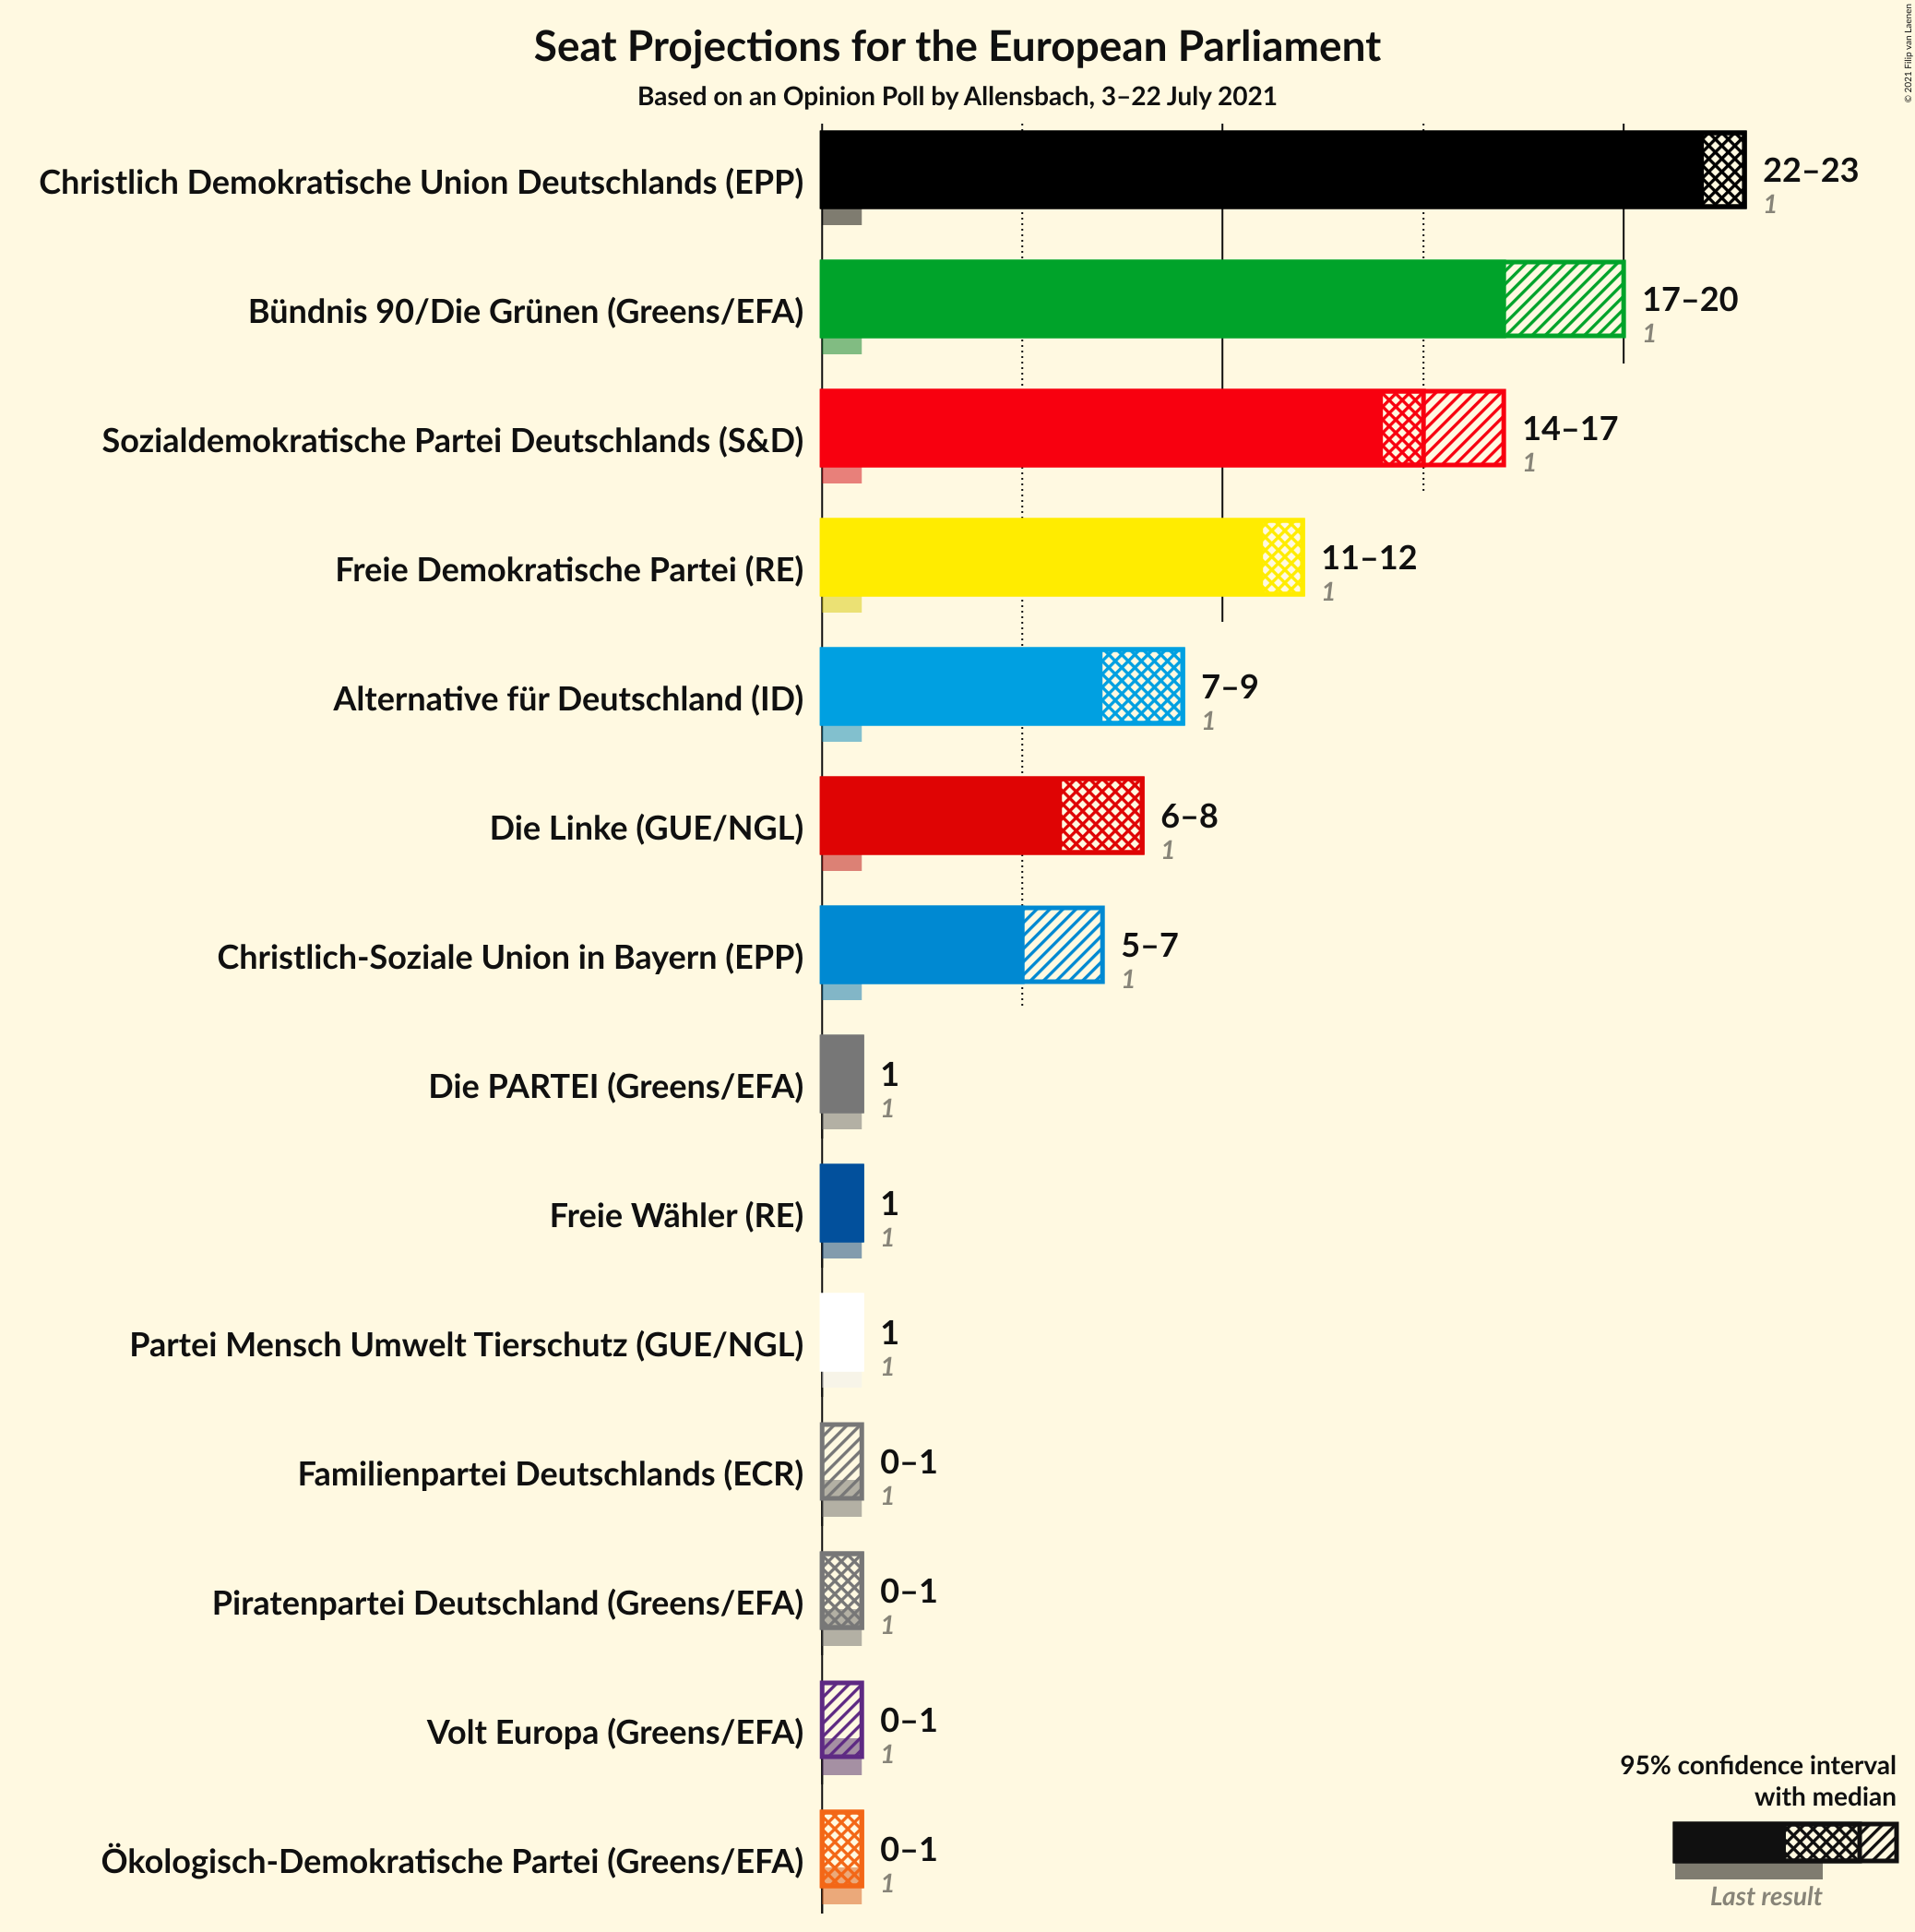 Seat Projections for the European Parliament
Based on an Opinion Poll by Allensbach, 3–22 July 2021
© 2021 Filip van Laenen
Christlich Demokratische Union Deutschlands (EPP)
22–23
1
Bündnis 90/Die Grünen (Greens/EFA)
17–20
1
Sozialdemokratische Partei Deutschlands (S&D)
14–17
1
Freie Demokratische Partei (RE)
11–12
1
Alternative für Deutschland (ID)
7–9
1
Die Linke (GUE/NGL)
6–8
1
Christlich-Soziale Union in Bayern (EPP)
5–7
1
Die PARTEI (Greens/EFA)
1
1
Freie Wähler (RE)
1
1
Partei Mensch Umwelt Tierschutz (GUE/NGL)
1
1
Familienpartei Deutschlands (ECR)
0–1
1
Piratenpartei Deutschland (Greens/EFA)
0–1
1
Volt Europa (Greens/EFA)
0–1
1
Ökologisch-Demokratische Partei (Greens/EFA)
0–1
1
95% confidence interval
with median
Last result